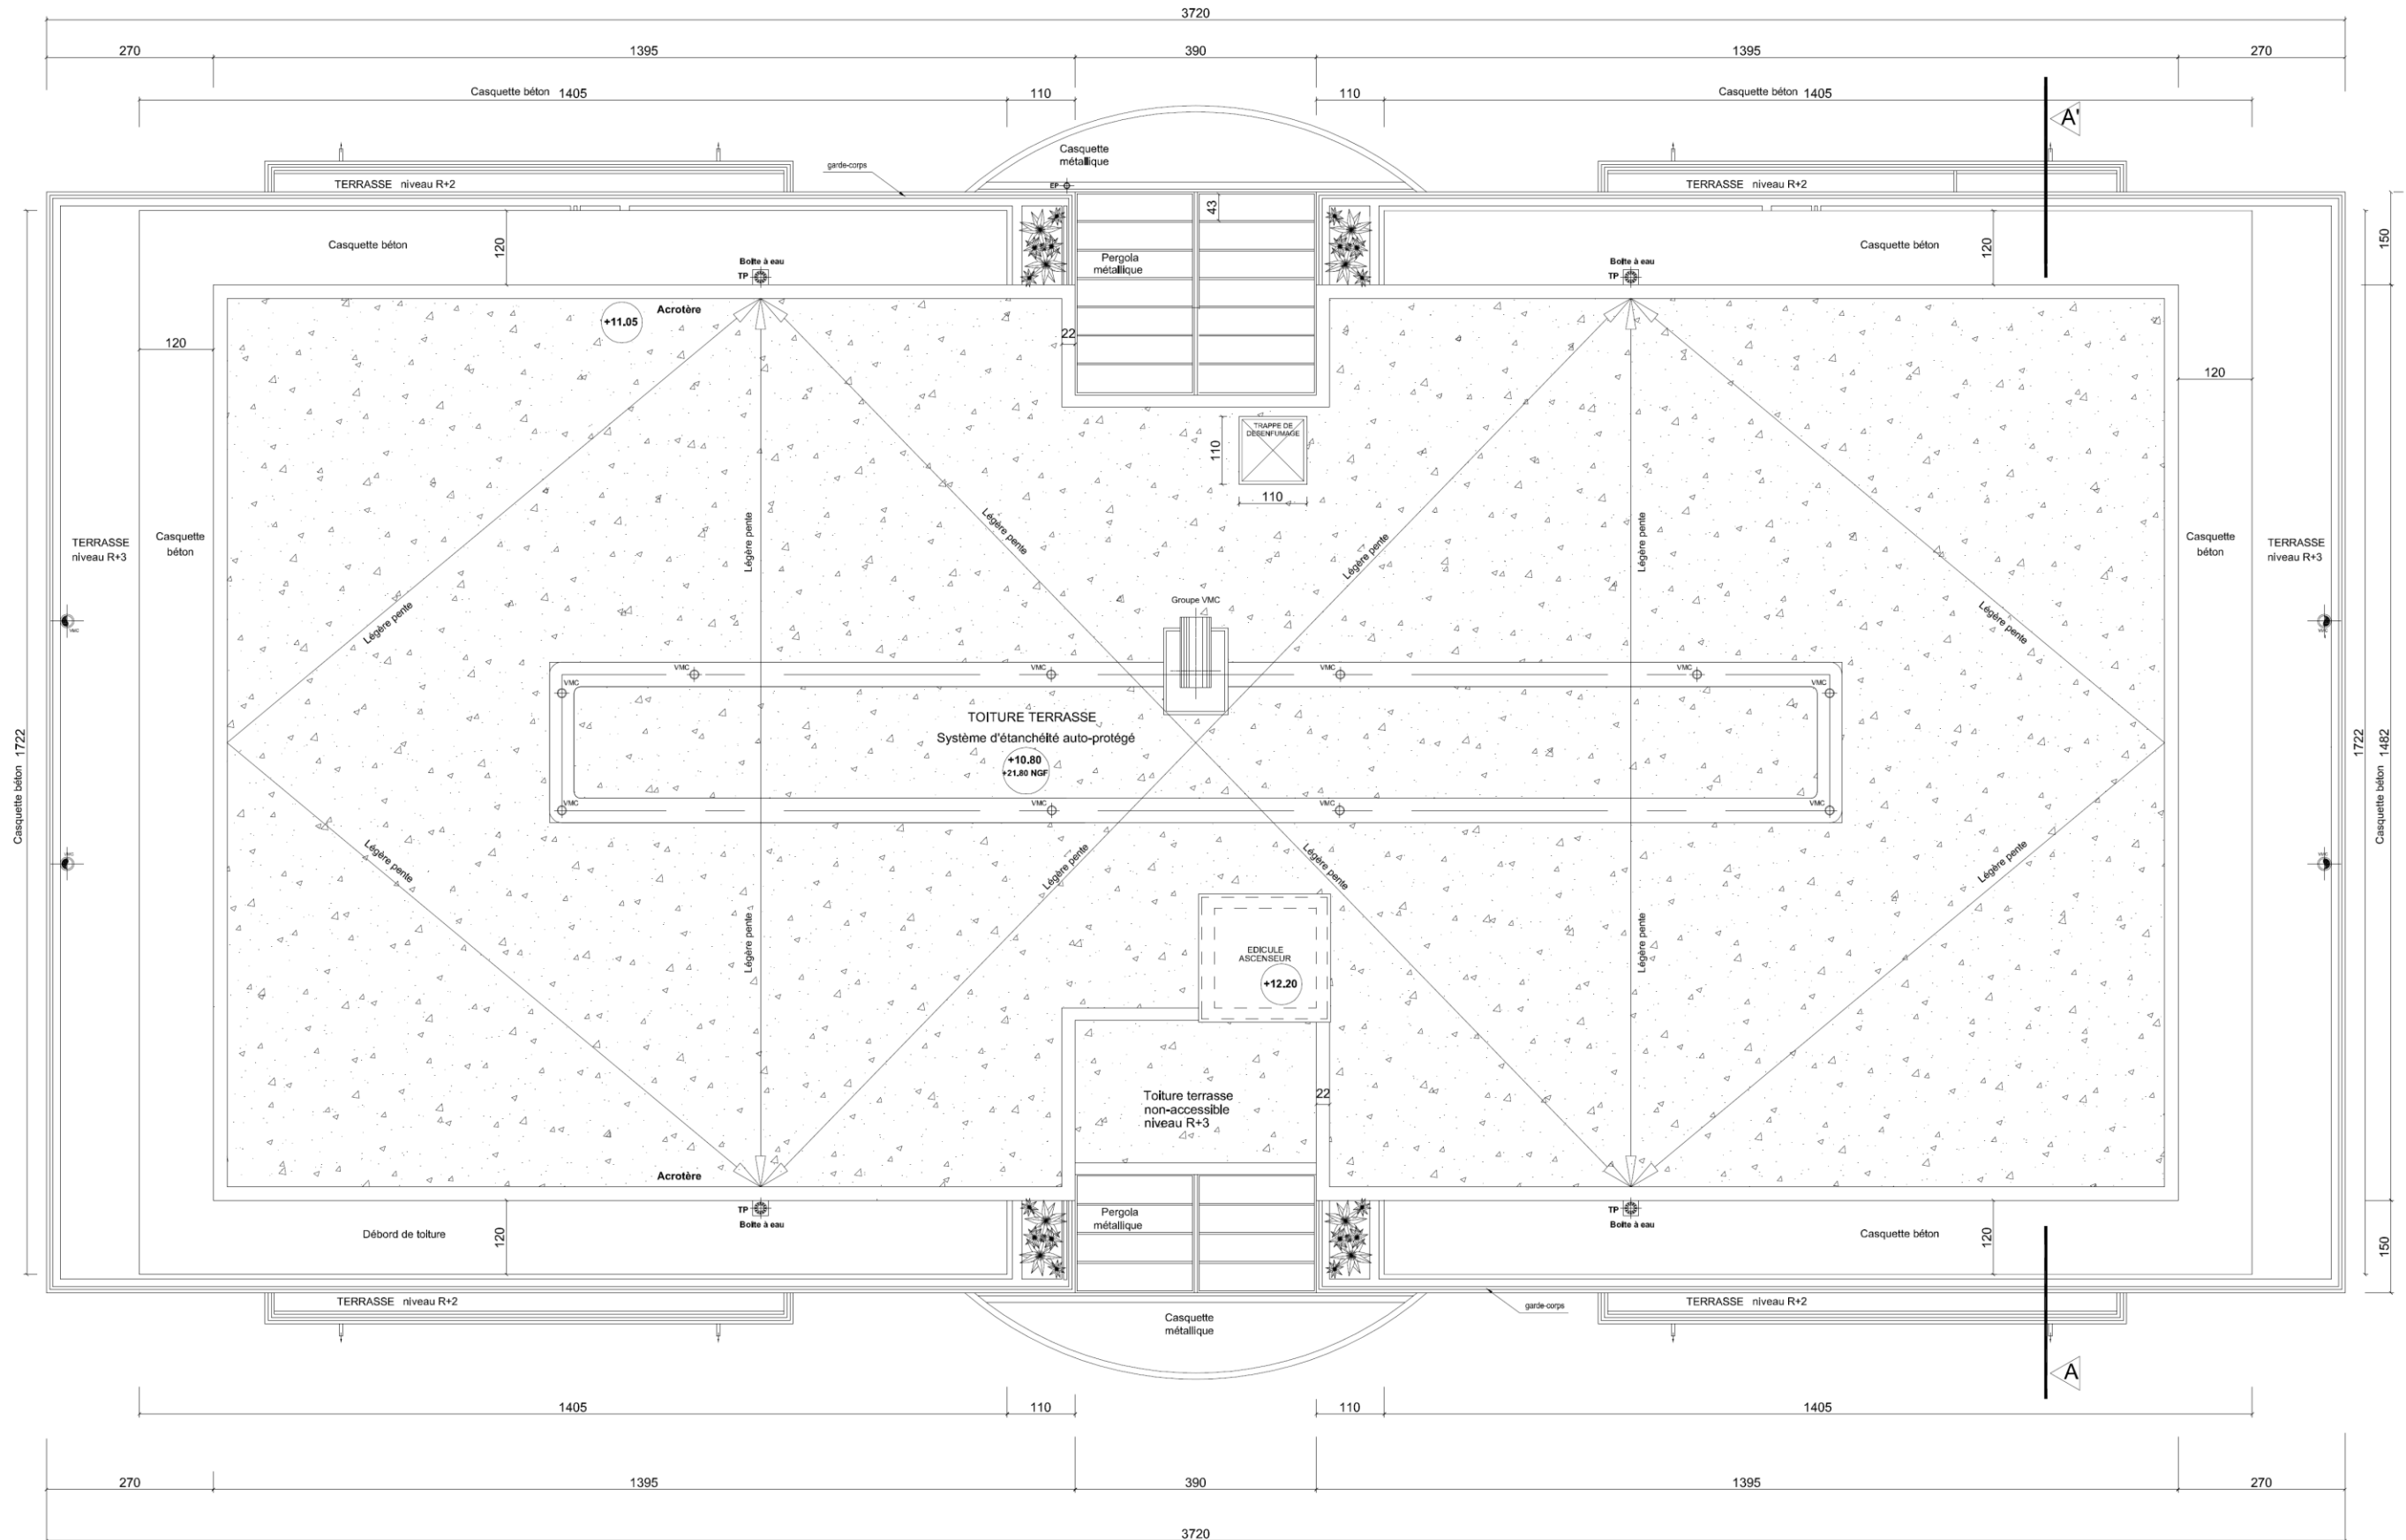 3720
270
1395
390
1395
270
Casquette béton 1405
110
110
Casquette béton 1405
A'
Casquette
métallique
garde-corps
EP
TERRASSE niveau R+2
TERRASSE niveau R+2
43
150
Casquette béton
120
Pergola
métallique
Casquette béton
120
Boite à eau
TP
Boite à eau
TP
Acrotère
+11.05
22
120
120
TRAPPE DE
DESENFUMAGE
110
110
Légère pente
Légère pente
Légère pente
Légère pente
TERRASSE
niveau R+3
Casquette
béton
Casquette
béton
TERRASSE
niveau R+3
Groupe VMC
Légère pente
Légère pente
VMC
VMC
VMC
VMC
VMC
VMC
VMC
VMC
TOITURE TERRASSE
Système d'étanchéité auto-protégé
+10.80
+21.80 NGF
Casquette béton 1722
1722
Casquette béton 1482
VMC
VMC
VMC
VMC
VMC
VMC
Légère pente
Légère pente
Légère pente
Légère pente
Légère pente
Légère pente
EDICULE
ASCENSEUR
+12.20
22
Toiture terrasse
non-accessible
niveau R+3
Acrotère
TP
Boite à eau
TP
Boite à eau
Débord de toiture
120
Pergola
métallique
Casquette béton
120
150
TERRASSE niveau R+2
garde-corps
TERRASSE niveau R+2
Casquette
métallique
A
1405
110
110
1405
270
1395
390
1395
270
3720